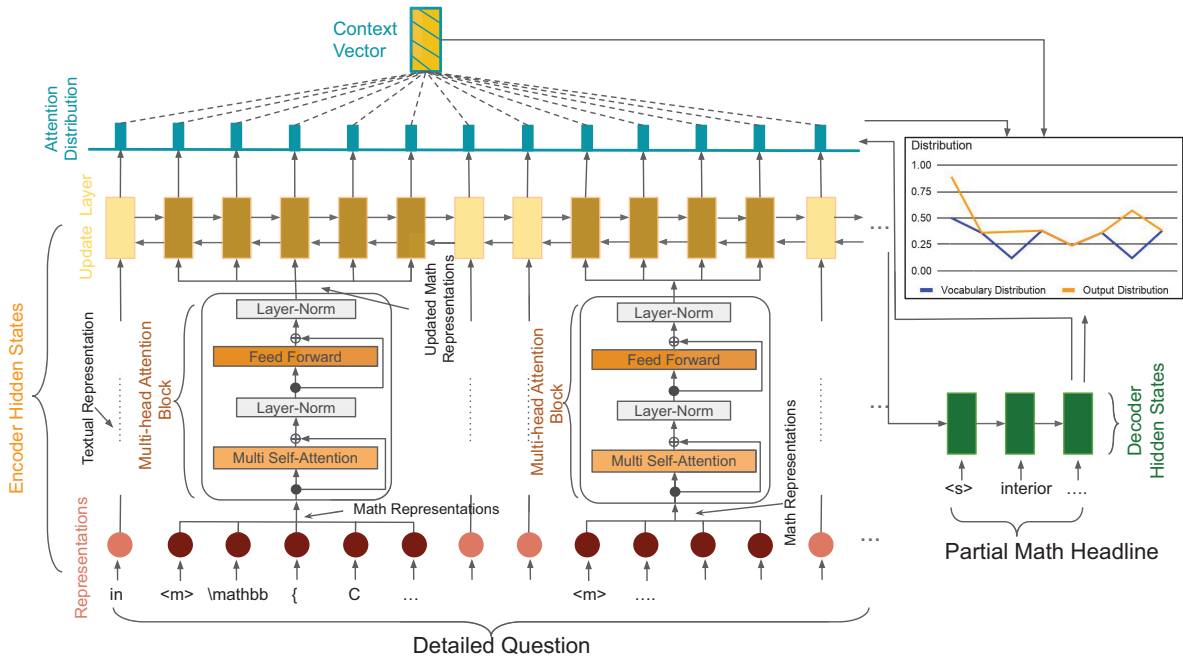 Context
Vector
Attention
Distribution
Distribution
1.00
0.75
0.50
0.25
0.00
Vocabulary Distribution
Output Distribution
Update Layer
...
Encoder Hidden States
Textual Representation
Multi-head Attention
Block
Layer-Norm
Feed Forward
Layer-Norm
Multi Self-Attention
Updated Math
Representations
Multi-head Attention
Block
Layer-Norm
Feed Forward
Layer-Norm
Multi Self-Attention
...
Decoder
Hidden States
<s>
interior
....
Partial Math Headline
Math Representations
Math Representations
Representations
...
in
<m>
\mathbb
{
C
...
<m>
....
Detailed Question